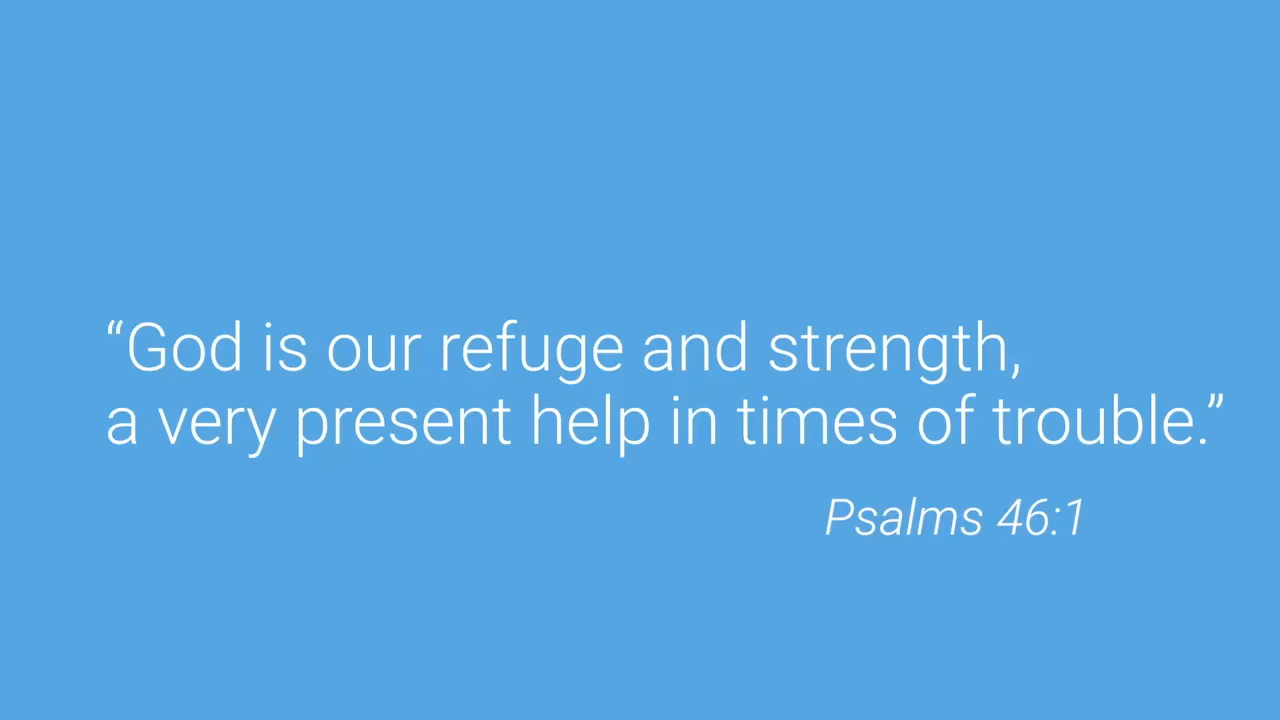 “God is our refuge and strength,
a very present help in times of trouble.”
Psalms 46:1